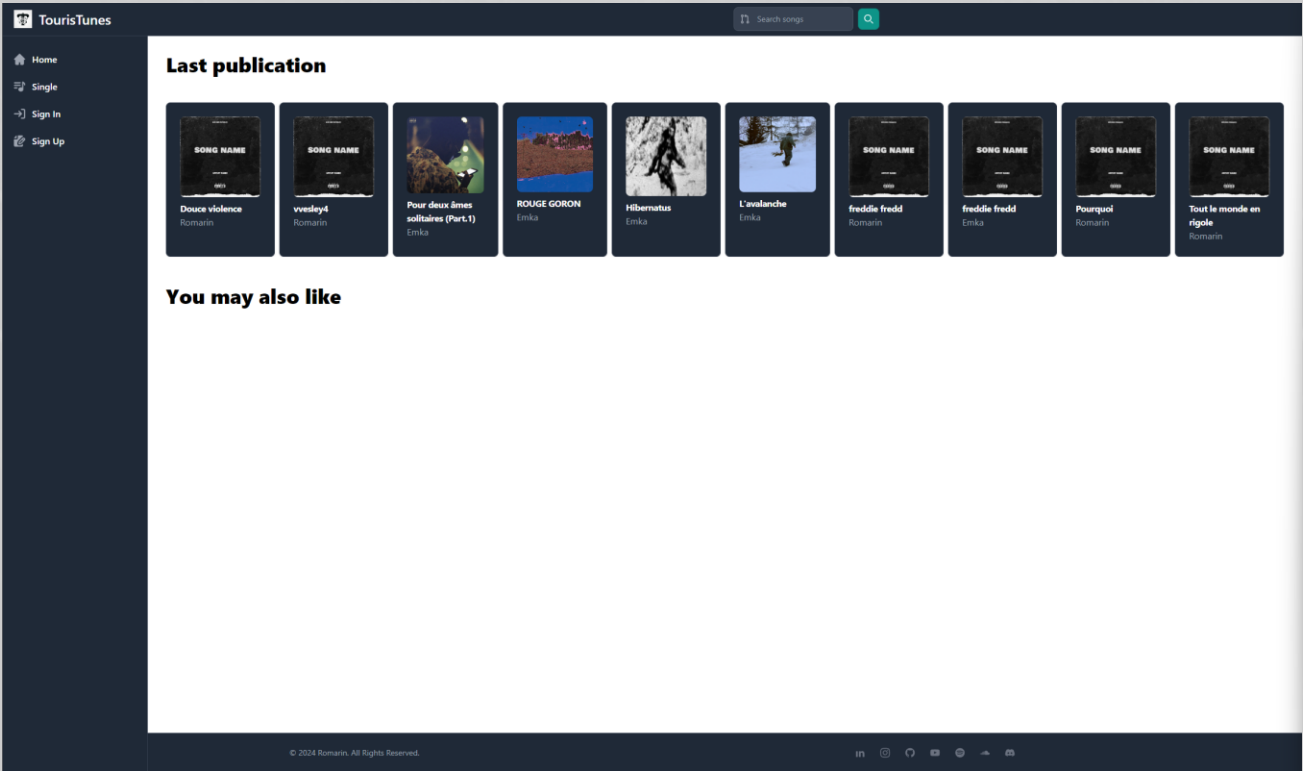 TourisTunes
Search songs
Home
Single
Sign In
Sign Up
Last publication
SONG NAME
Douce violence
Romarin
SONG NAME
vvesley4
Romarin
Pour deux âmes
solitaires (Part.1)
Emka
ROUGE GORON
Emka
Hibernatus
Emka
L'avalanche
Emka
SONG NAME
freddie fredd
Romarin
SONG NAME
freddie fredd
Emka
SONG NAME
Pourquoi
Romarin
SONG NAME
Tout le monde en
rigole
Romarin
You may also like
© 2024 Romarin. All Rights Reserved.